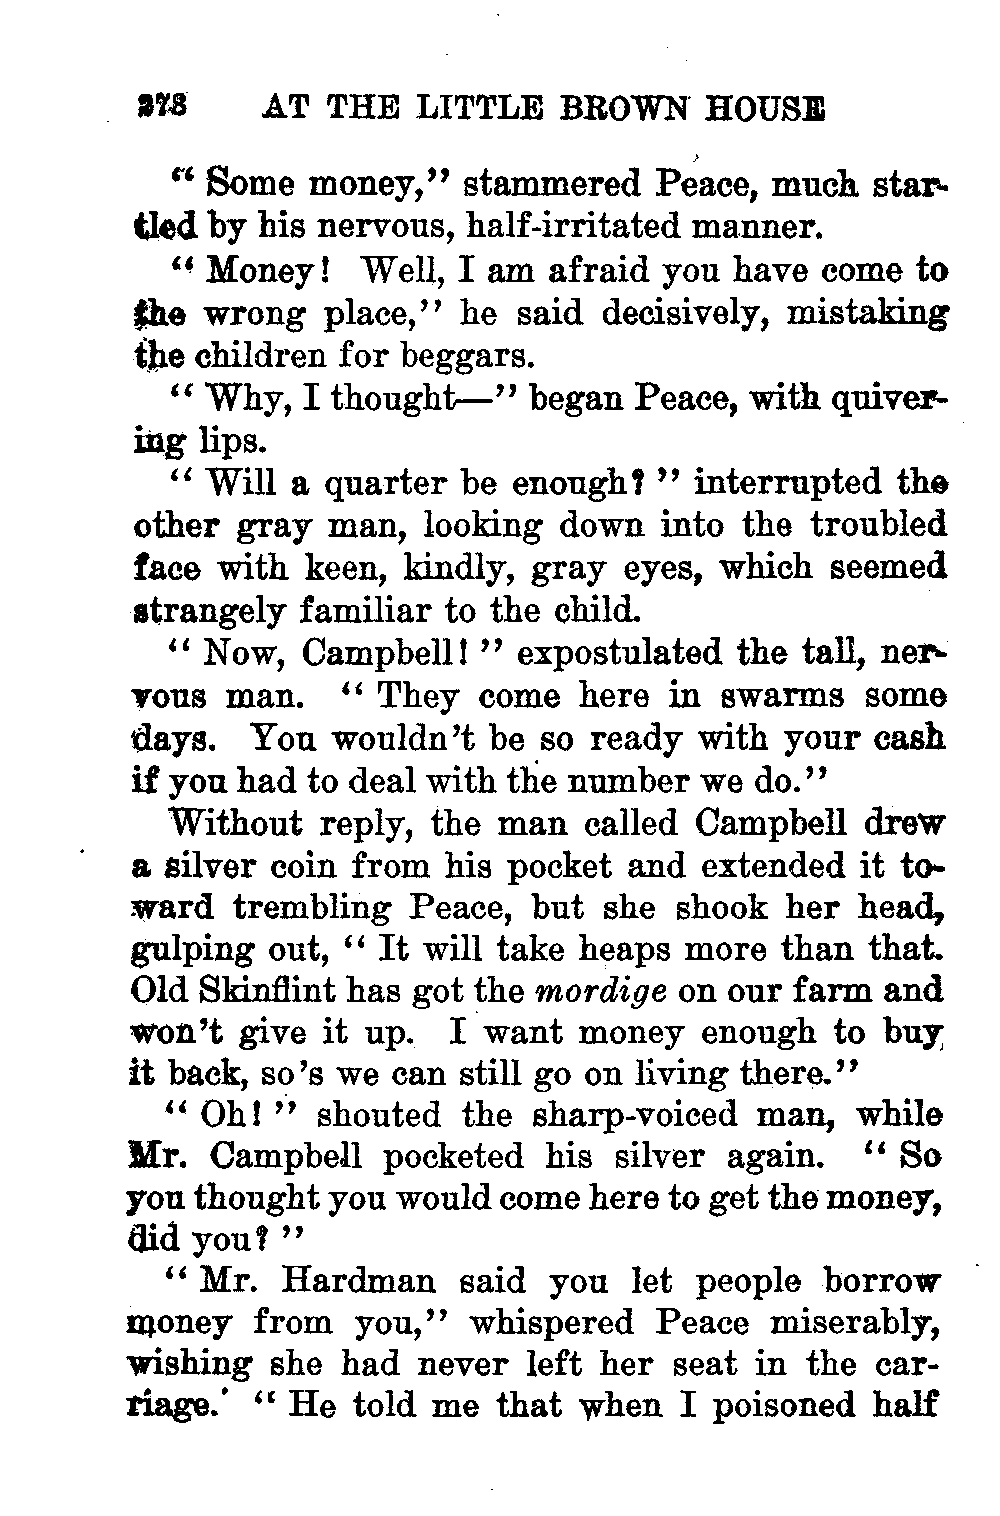 278 AT THE LITTLE BROWN HOUSE
“ Some money,” stammered Peace, much star-
tled by his nervous, half-irritated manner.
“ Money! Well, I am afraid you have come to
the wrong place,” he said decisively, mistaking
the children for beggars.
“ Why, I thought—” began Peace, with quiver-
ing lips.
“ Will a quarter be enough? ” interrupted the
other gray man, looking down into the troubled
face with keen, kindly, gray eyes, which seemed
strangely familiar to the child.
“ Now, Campbell! ” expostulated the tall, ner-
vous man. “ They come here in swarms some
days. You wouldn’t be so ready with your cash
if you had to deal with the number we do.”
Without reply, the man called Campbell drew
a silver coin from his pocket and extended it to-
ward trembling Peace, but she shook her head,
gulping out, “ It will take heaps more than that.
Old Skinflint has got the mordige on our farm and
won’t give it up. I want money enough to buy
it back, so’s we can still go on living there.”
“ Oh! ” shouted the sharp-voiced man, while
Mr. Campbell pocketed his silver again. “ So
you thought you would come here to get the money,
did you? ”
“ Mr. Hardman said you let people borrow
money from you,” whispered Peace miserably,
wishing she had never left her seat in the car-
riage. “ He told me that when I poisoned half